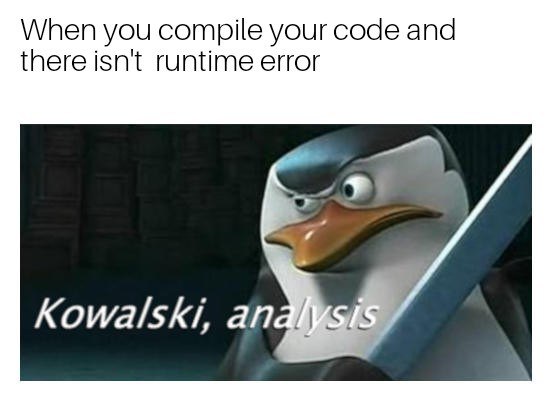 When you compile your code and
there isn't  runtime error
Kowalski, analysis